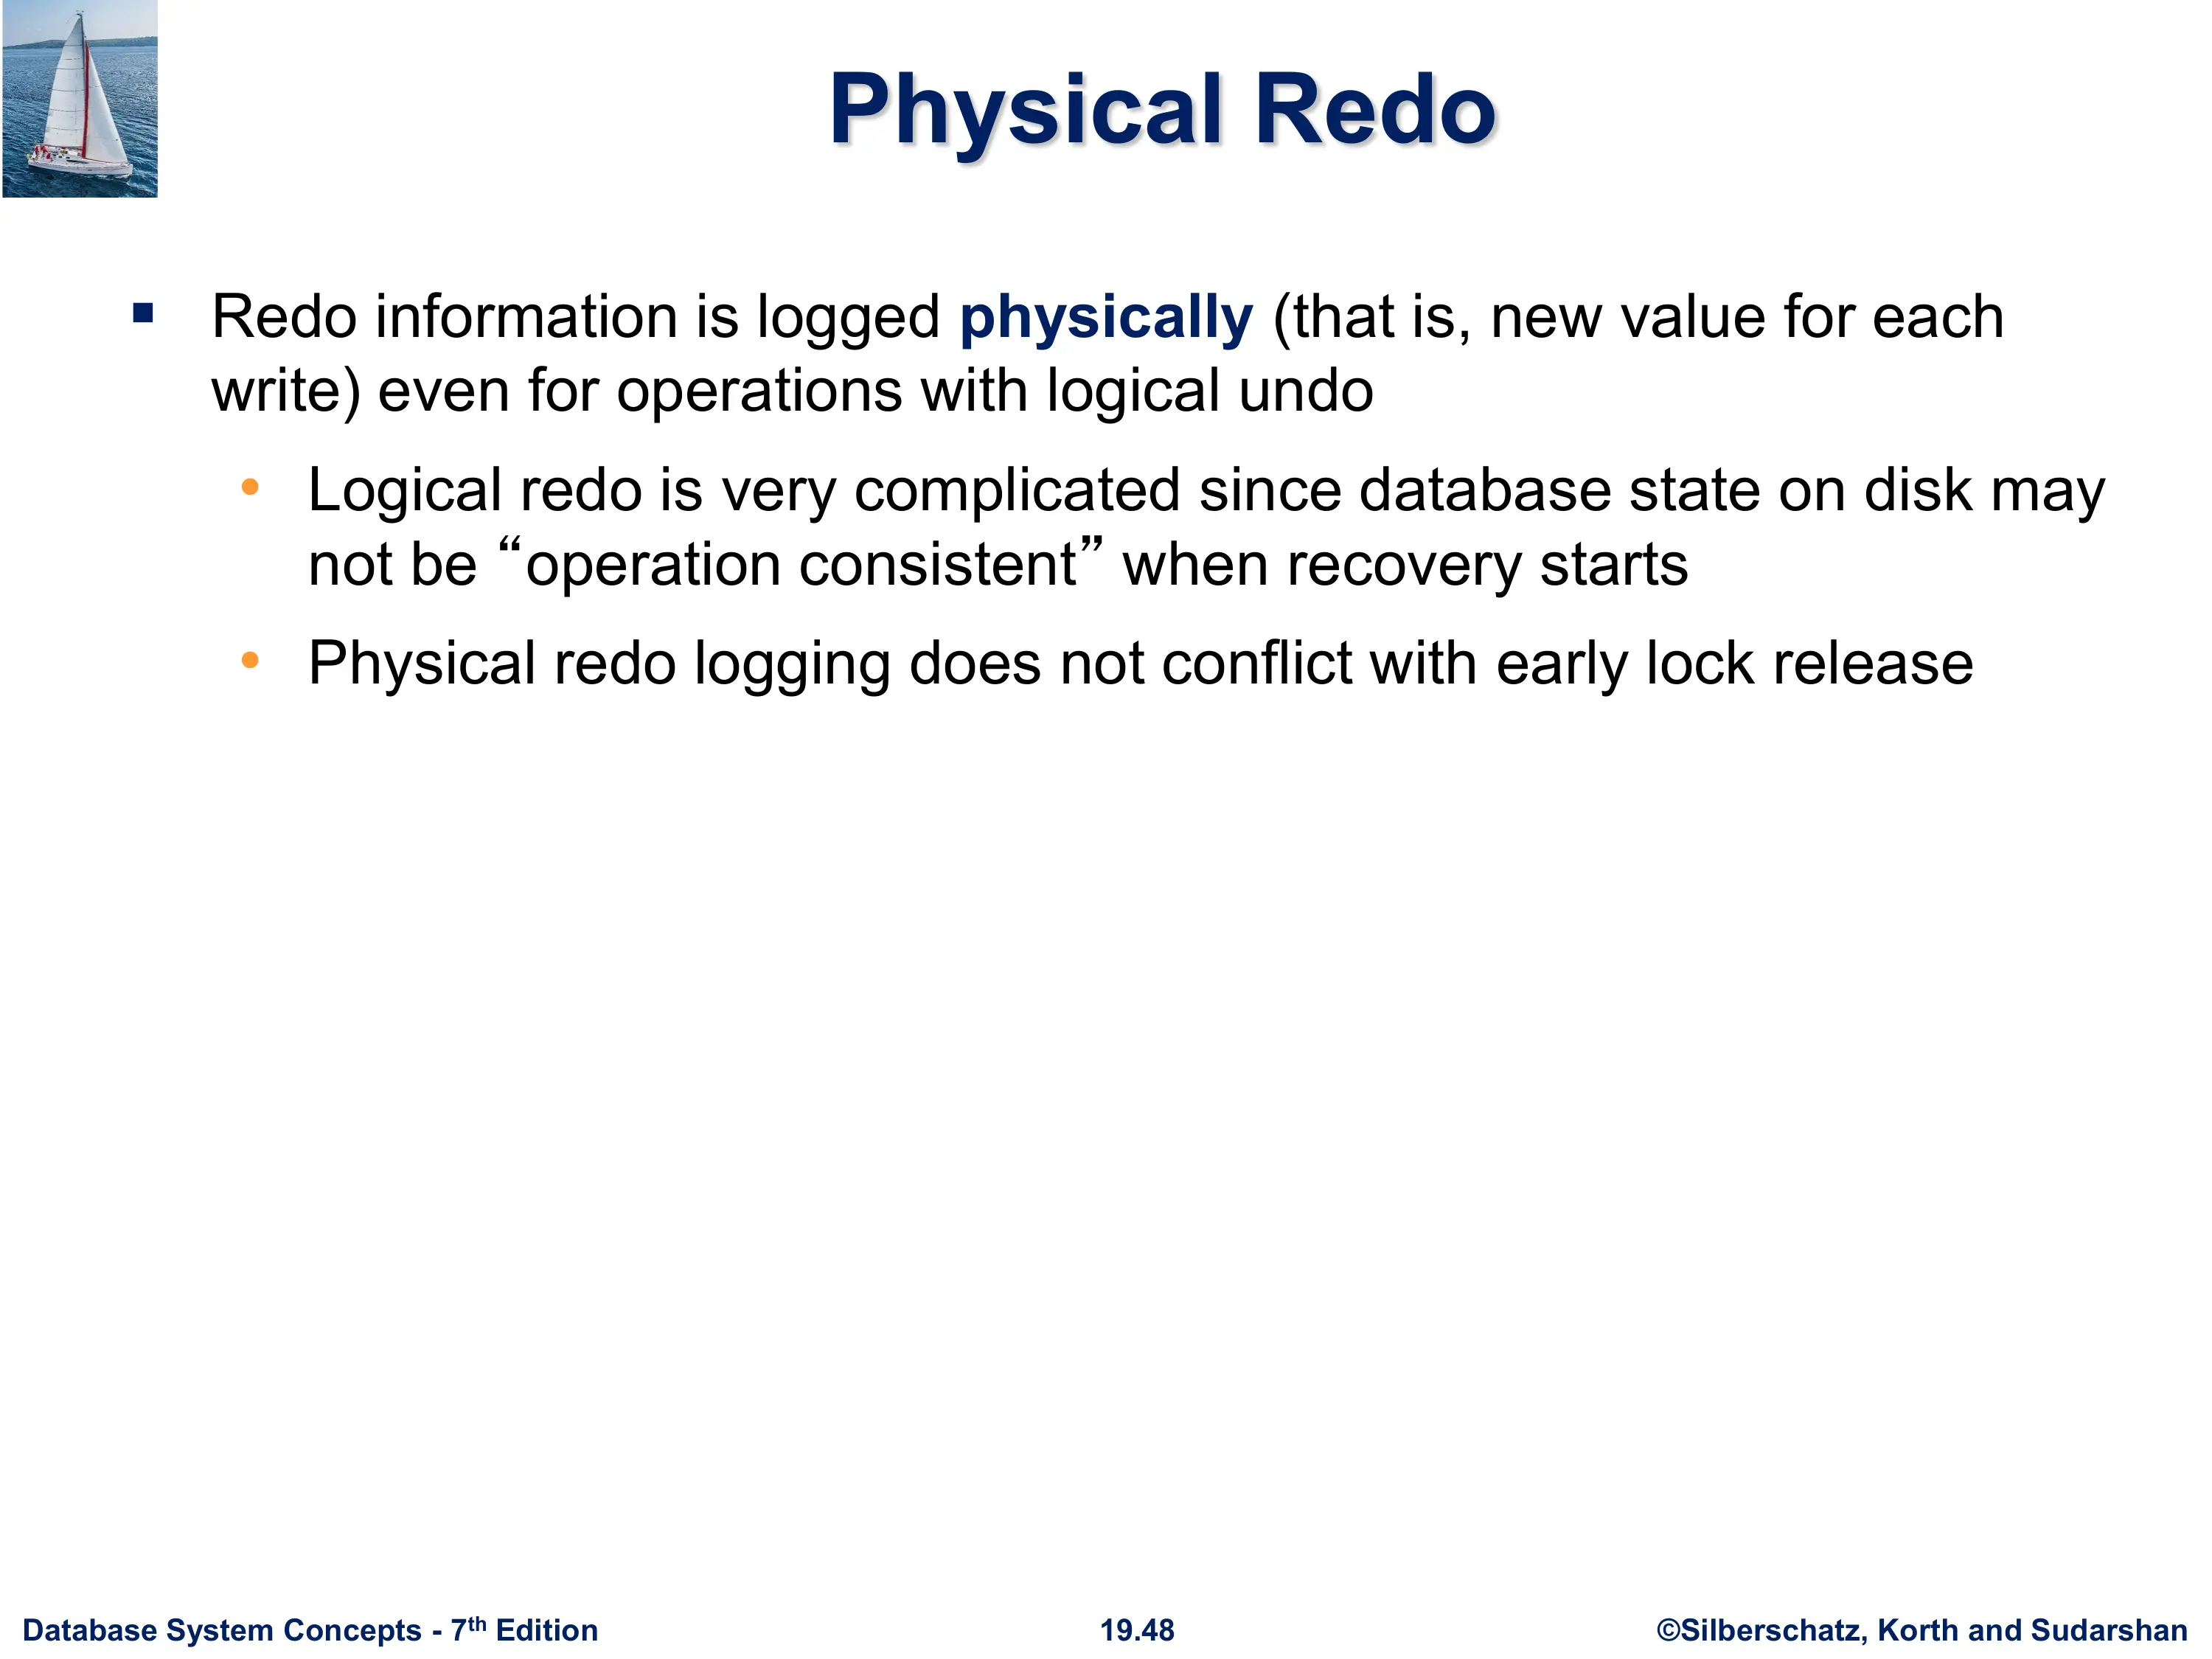 Physical Redo
▪ Redo information is logged physically (that is, new value for each
write) even for operations with logical undo
• Logical redo is very complicated since database state on disk may
not be “operation consistent” when recovery starts
• Physical redo logging does not conflict with early lock release
Database System Concepts - 7th Edition
19.48
©Silberschatz, Korth and Sudarshan